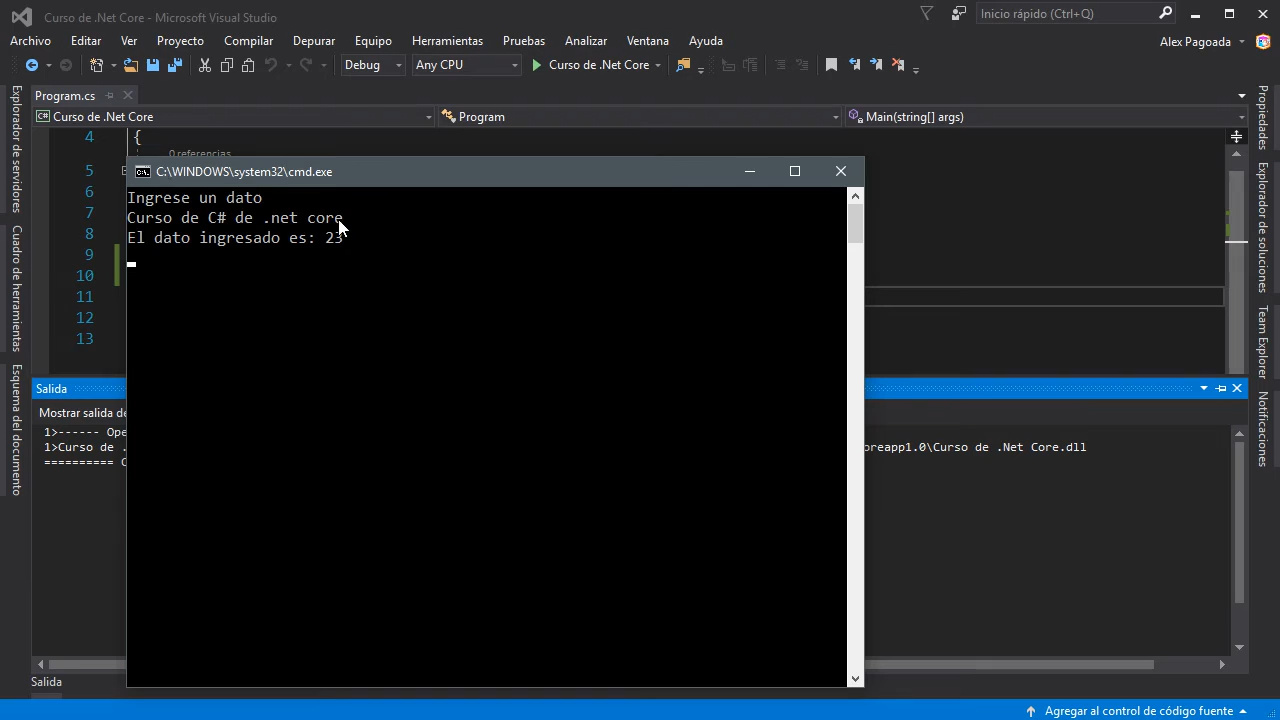 Curso de .Net Core - Microsoft Visual Studio
Inicio rápido (Ctrl+Q)
Archivo Editar Ver Proyecto Compilar Depurar Equipo Herramientas Pruebas Analizar Ventana Ayuda
Alex Pagoada
Debug Any CPU Curso de .Net Core
Program.cs
C# Curso de .Net Core Program Main(string[] args)
4 {
0 referencias
5
6
7
8
9
10
11
12
13
C:\WINDOWS\system32\cmd.exe
Ingrese un dato
Curso de C# de .net core
El dato ingresado es: 23
Explorador de servidores
Cuadro de herramientas
Esquema del documento
Propiedades
Explorador de soluciones
Team Explorer
Notificaciones
Salida
Mostrar salida de
1>------ Ope
1>Curso de . oreapp1.0\Curso de .Net Core.dll
========== C
Salida
Agregar al control de código fuente